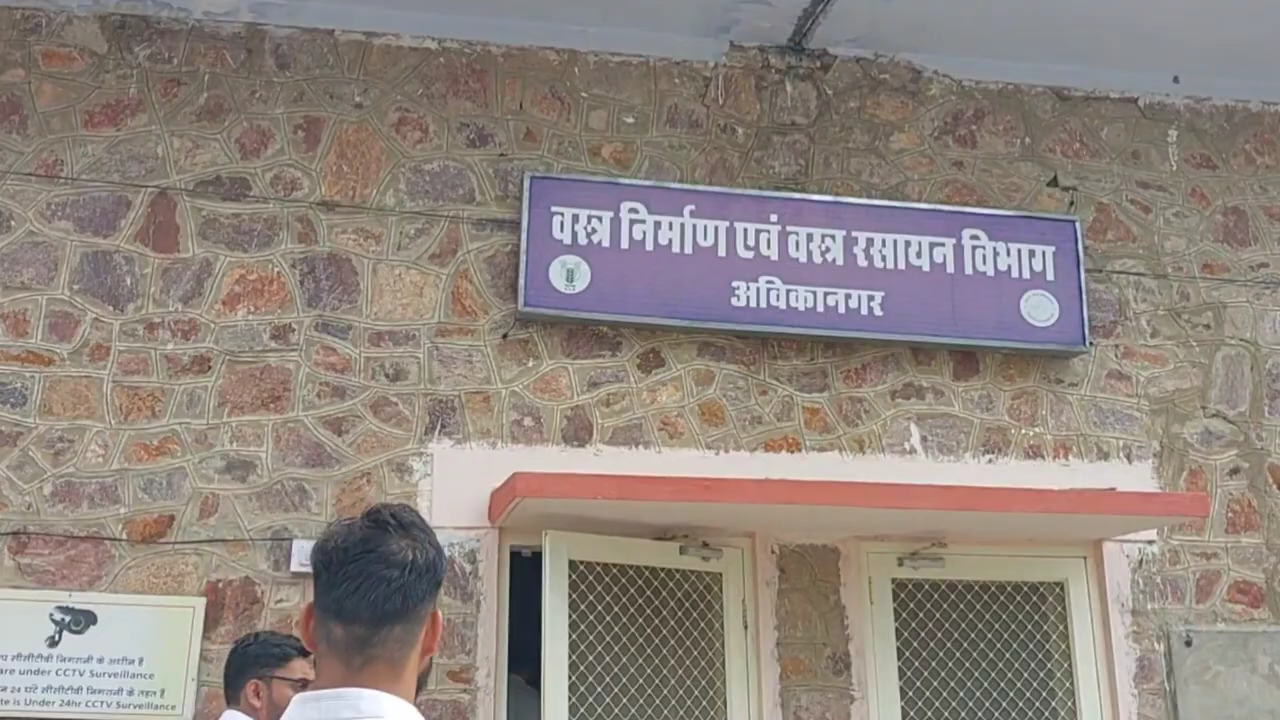 वस्त्र निर्माण एवं वस्त्र रसायन विभाग
अविकानगर
सीसीटीवी निगरानी के अधीन हैं
are under CCTV Surveillance
24 घंटे सीसीटीवी निगरानी के तहत है
is Under 24hr CCTV Surveillance